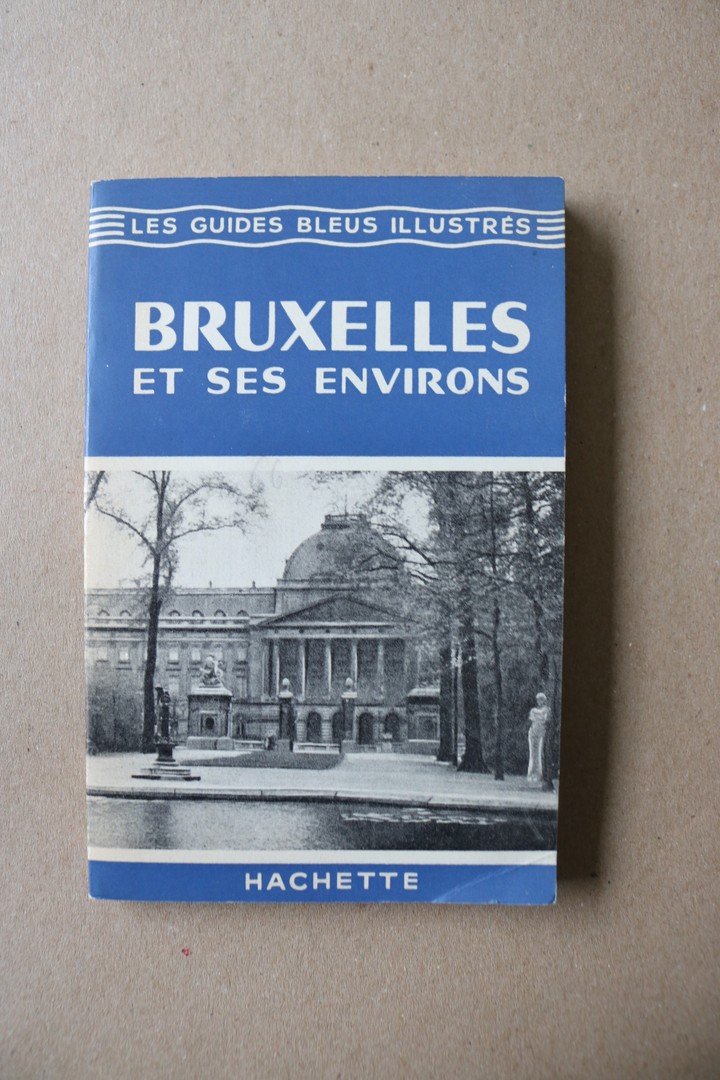 LES GUIDES BLEUS ILLUSTRÉS
BRUXELLES
ET SES ENVIRONS
HACHETTE